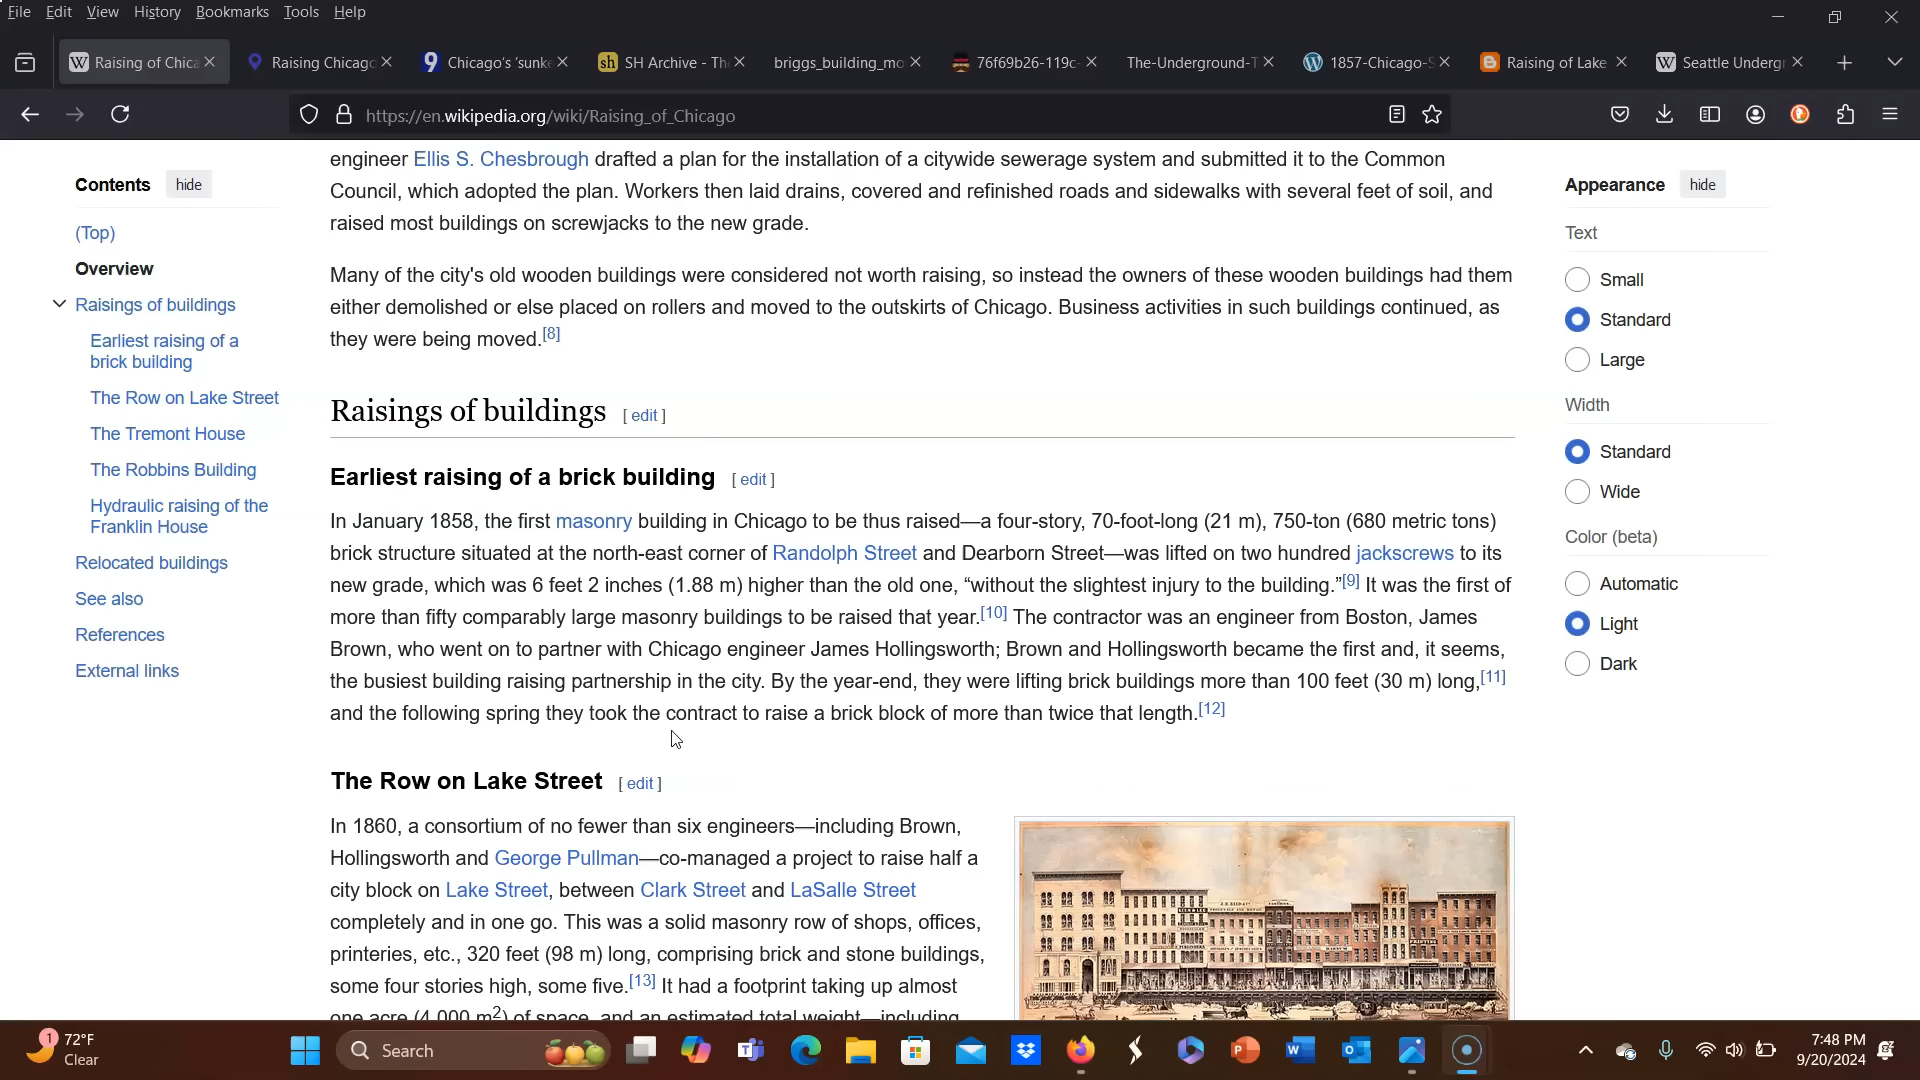 File Edit View History Bookmarks Tools Help
Raising of Chica
Raising Chicago
Chicago's 'sunke
SH Archive - Th
briggs_building_mo
76f69b26-119c-
The-Underground-T
1857-Chicago-S
Raising of Lake
Seattle Undergr
https://en.wikipedia.org/wiki/Raising_of_Chicago
Contents hide
(Top)
Overview
Raisings of buildings
Earliest raising of a
brick building
The Row on Lake Street
The Tremont House
The Robbins Building
Hydraulic raising of the
Franklin House
Relocated buildings
See also
References
External links
engineer Ellis S. Chesbrough drafted a plan for the installation of a citywide sewerage system and submitted it to the Common
Council, which adopted the plan. Workers then laid drains, covered and refinished roads and sidewalks with several feet of soil, and
raised most buildings on screwjacks to the new grade.
Many of the city's old wooden buildings were considered not worth raising, so instead the owners of these wooden buildings had them
either demolished or else placed on rollers and moved to the outskirts of Chicago. Business activities in such buildings continued, as
they were being moved.[8]
Raisings of buildings [ edit ]
Earliest raising of a brick building [ edit ]
In January 1858, the first masonry building in Chicago to be thus raised—a four-story, 70-foot-long (21 m), 750-ton (680 metric tons)
brick structure situated at the north-east corner of Randolph Street and Dearborn Street—was lifted on two hundred jackscrews to its
new grade, which was 6 feet 2 inches (1.88 m) higher than the old one, “without the slightest injury to the building.”[9] It was the first of
more than fifty comparably large masonry buildings to be raised that year.[10] The contractor was an engineer from Boston, James
Brown, who went on to partner with Chicago engineer James Hollingsworth; Brown and Hollingsworth became the first and, it seems,
the busiest building raising partnership in the city. By the year-end, they were lifting brick buildings more than 100 feet (30 m) long,[11]
and the following spring they took the contract to raise a brick block of more than twice that length.[12]
The Row on Lake Street [ edit ]
In 1860, a consortium of no fewer than six engineers—including Brown,
Hollingsworth and George Pullman—co-managed a project to raise half a
city block on Lake Street, between Clark Street and LaSalle Street
completely and in one go. This was a solid masonry row of shops, offices,
printeries, etc., 320 feet (98 m) long, comprising brick and stone buildings,
some four stories high, some five.[13] It had a footprint taking up almost
one acre (4,000 m2) of space, and an estimated total weight—including
Appearance hide
Text
Small
Standard
Large
Width
Standard
Wide
Color (beta)
Automatic
Light
Dark
1
72°F
Clear
Search
7:48 PM
9/20/2024